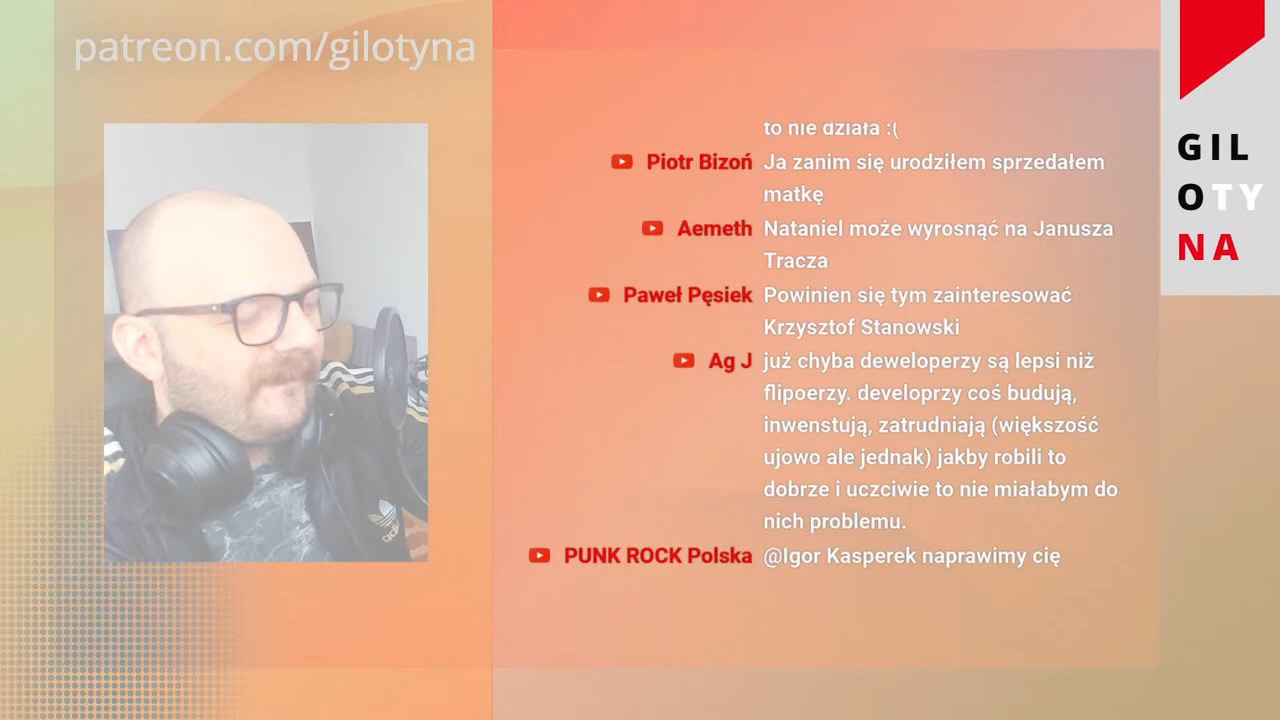 patreon.com/gilotyna
to nie działa :(
Piotr Bizoń Ja zanim się urodziłem sprzedałem
matkę
Aemeth Nataniel może wyrosnąć na Janusza
Tracza
Paweł Pęsiek Powinien się tym zainteresować
Krzysztof Stanowski
Ag J już chyba deweloperzy są lepsi niż
flipoerzy. developrzy coś budują,
inwenstują, zatrudniają (większość
ujowo ale jednak) jakby robili to
dobrze i uczciwie to nie miałabym do
nich problemu.
PUNK ROCK Polska @Igor Kasperek naprawimy cię
GIL
OTY
NA
adidas